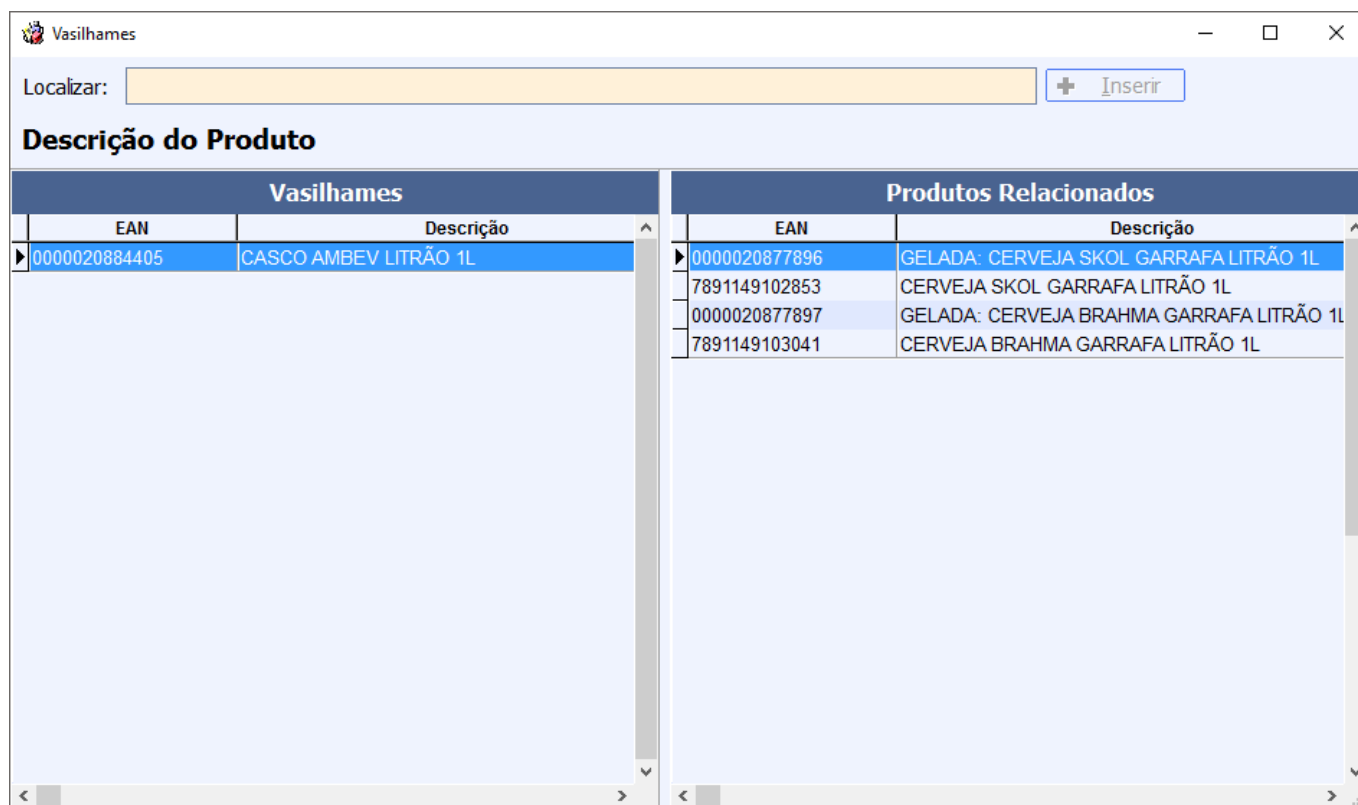 Vasilhames
Localizar:
Inserir
Descrição do Produto
Vasilhames
EAN Descrição
0000020884405 CASCO AMBEV LITRÃO 1L
Produtos Relacionados
EAN Descrição
0000020877896 GELADA: CERVEJA SKOL GARRAFA LITRÃO 1L
7891149102853 CERVEJA SKOL GARRAFA LITRÃO 1L
0000020877897 GELADA: CERVEJA BRAHMA GARRAFA LITRÃO 1L
7891149103041 CERVEJA BRAHMA GARRAFA LITRÃO 1L